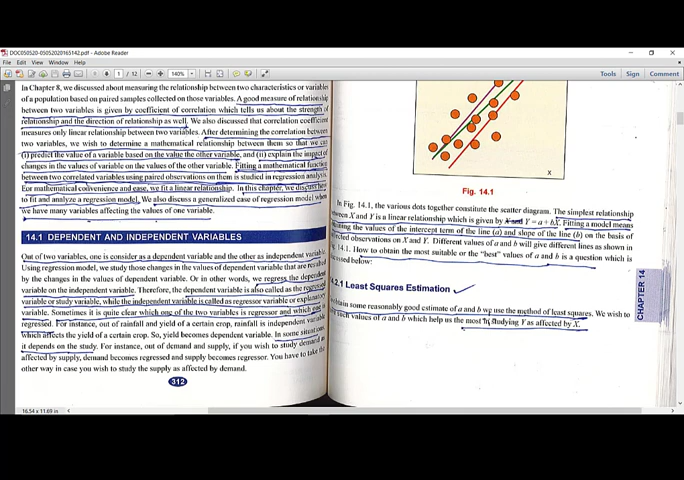 DOC050520-05052020165142.pdf - Adobe Reader
File Edit View Window Help
1 / 12 140% Tools Sign Comment
In Chapter 8, we discussed about measuring the relationship between two characteristics or variables
of a population based on paired samples collected on those variables. A good measure of relationship
between two variables is given by coefficient of correlation which tells us about the strength of
relationship and the direction of relationship as well. We also discussed that correlation coefficient
measures only linear relationship between two variables. After determining the correlation between
two variables, we wish to determine a mathematical relationship between them so that we can
(i) predict the value of a variable based on the value the other variable, and (ii) explain the impact of
changes in the values of variable on the values of the other variable. Fitting a mathematical function
between two correlated variables using paired observations on them is studied in regression analysis.
For mathematical convenience and ease, we fit a linear relationship. In this chapter, we discuss how
to fit and analyze a regression model. We also discuss a generalized case of regression model when
we have many variables affecting the values of one variable.
14.1 DEPENDENT AND INDEPENDENT VARIABLES
Out of two variables, one is consider as a dependent variable and the other as independent variable.
Using regression model, we study those changes in the values of dependent variable that are
by the changes in the values of dependent variable. Or in other words, we regress the dependent
variable on the independent variable. Therefore, the dependent variable is also called as the regressed
variable or study variable, while the independent variable is called as regressor variable or explanatory
variable. Sometimes it is quite clear which one of two variables is regressor and which one is
regressed. For instance, out of rainfall and yield of a certain crop, rainfall is independent variable
which affects the yield of a certain crop. So, yield becomes dependent variable. In some situations
it depends on the study. For instance, out of demand and supply, if you wish to study demand as
affected by supply, demand becomes regressed and supply becomes regressor. You have to take the
other way in case you wish to study the supply as affected by demand.
312
X
Fig. 14.1
In Fig. 14.1, the various dots together constitute the scatter diagram. The simplest relationship
between X and Y is a linear relationship which is given by X and Y = a + bX. Fitting a model means
the values of the intercept term of the line (a) and slope of the line (b) on the basis of
observations on X and Y. Different values of a and b will give different lines as shown in
14.1. How to obtain the most suitable or the "best" values of a and b is a question which is
below:
2.1 Least Squares Estimation
some reasonably good estimate of a and b we use the method of least squares. We wish to
such values of a and b which help us the most in studying Y as affected by X.
CHAPTER 14
16.54 x 11.69 in